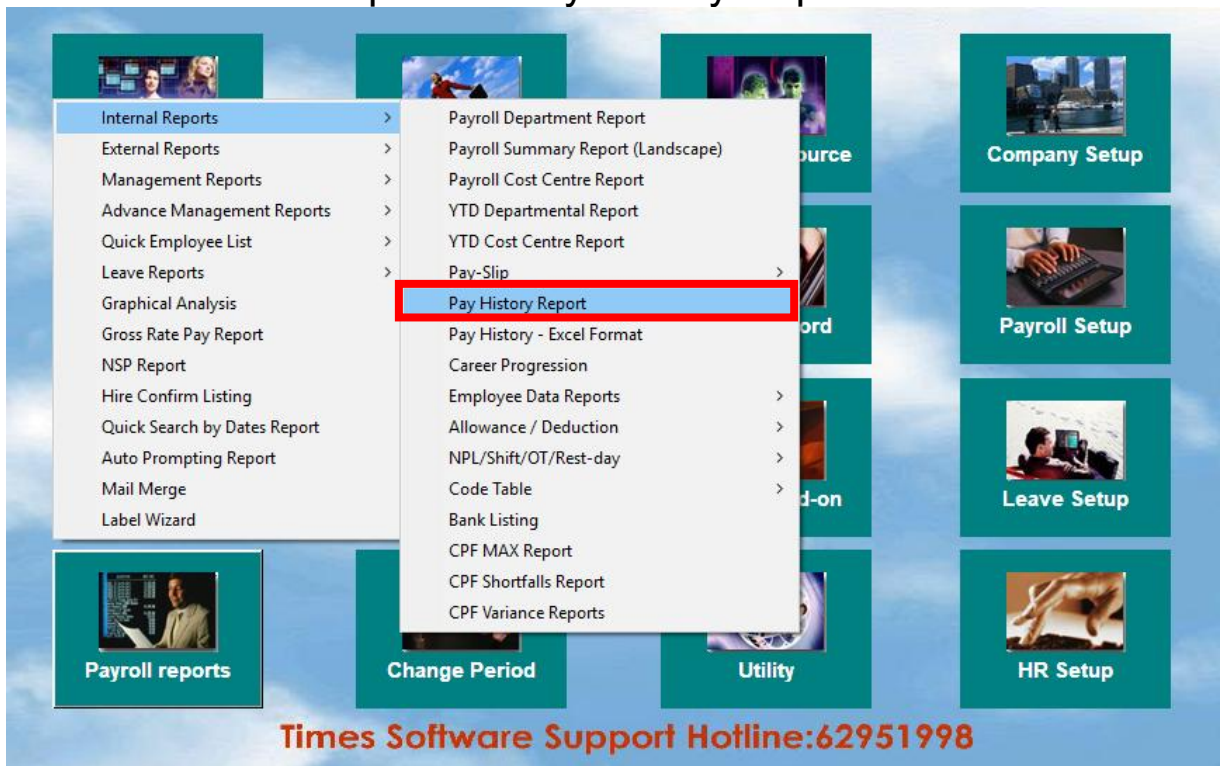 Internal Reports
External Reports
Management Reports
Advance Management Reports
Quick Employee List
Leave Reports
Graphical Analysis
Gross Rate Pay Report
NSP Report
Hire Confirm Listing
Quick Search by Dates Report
Auto Prompting Report
Mail Merge
Label Wizard
Payroll Department Report
Payroll Summary Report (Landscape)
Payroll Cost Centre Report
YTD Departmental Report
YTD Cost Centre Report
Pay-Slip
Pay History Report
Pay History - Excel Format
Career Progression
Employee Data Reports
Allowance / Deduction
NPL/Shift/OT/Rest-day
Code Table
Bank Listing
CPF MAX Report
CPF Shortfalls Report
CPF Variance Reports
Company Setup
Payroll Setup
Leave Setup
Payroll reports
Change Period
Utility
HR Setup
Times Software Support Hotline:62951998